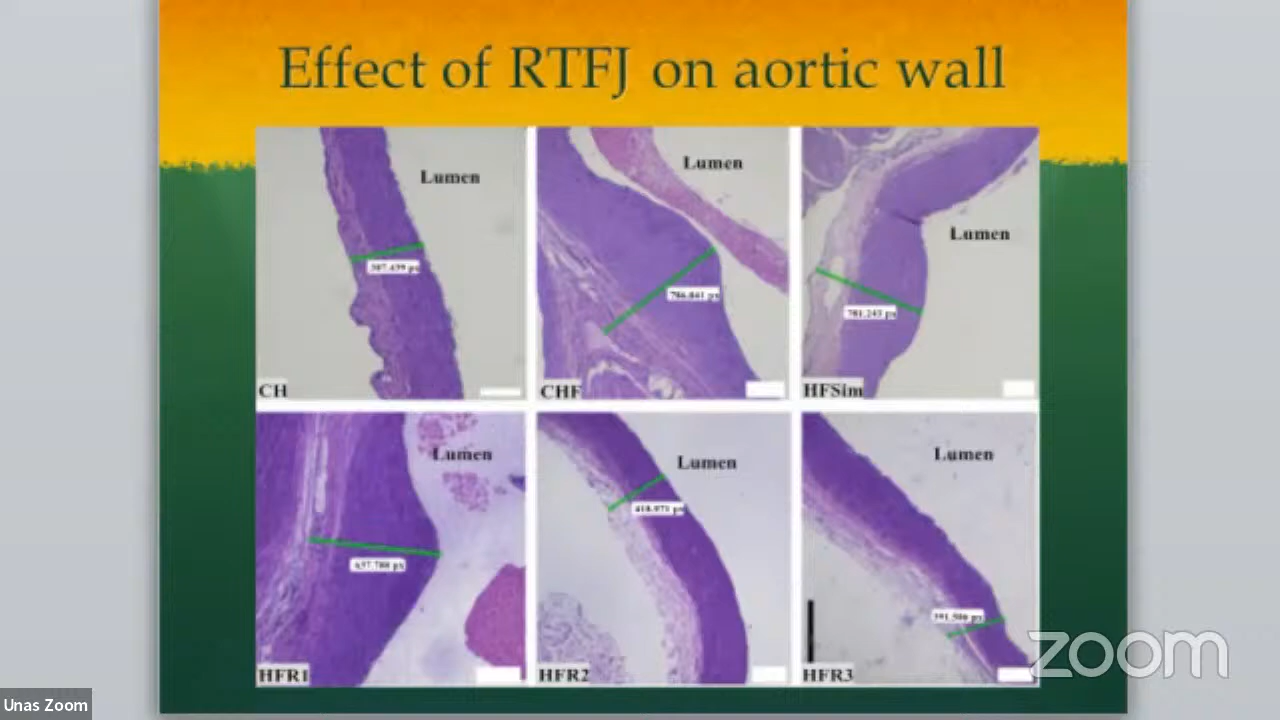 Effect of RTFJ on aortic wall
Lumen
CH
Lumen
CHF
Lumen
HFSim
Lumen
HFR1
Lumen
HFR2
Lumen
HFR3
zoom
Unas Zoom